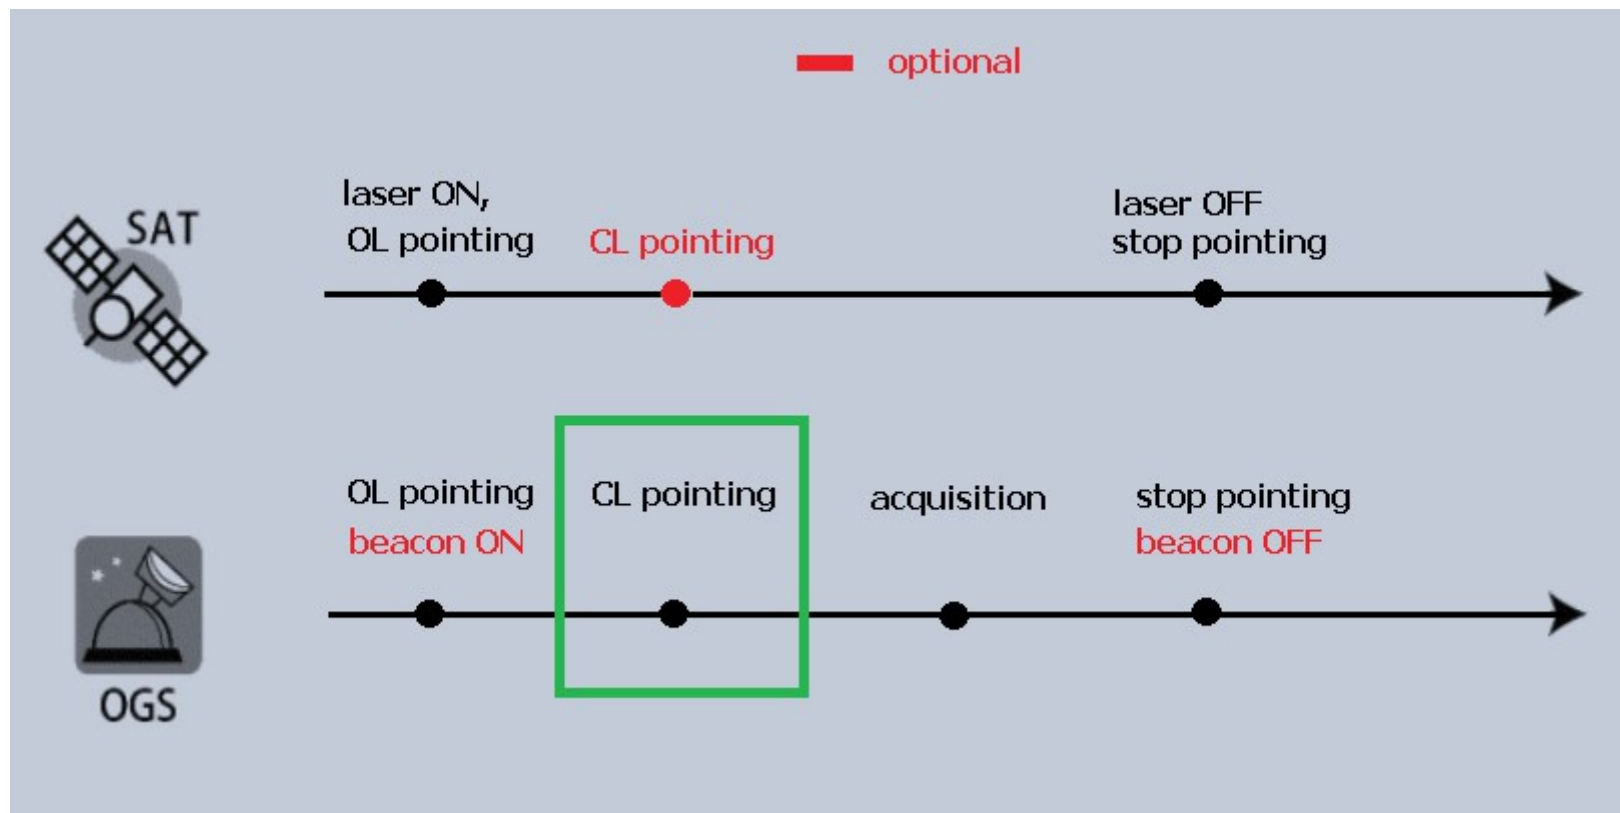 optional
laser ON,
OL pointing
CL pointing
laser OFF
stop pointing
SAT
OL pointing
beacon ON
CL pointing
acquisition
stop pointing
beacon OFF
OGS